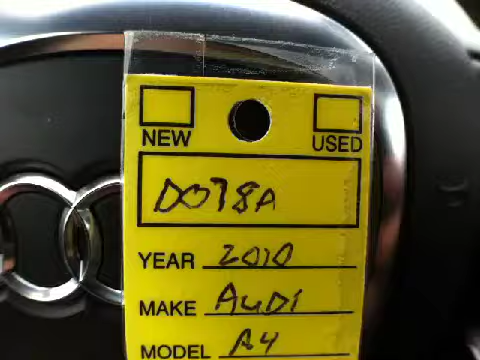 NEW USED
D078A
YEAR 2010
MAKE AUDI
MODEL A4